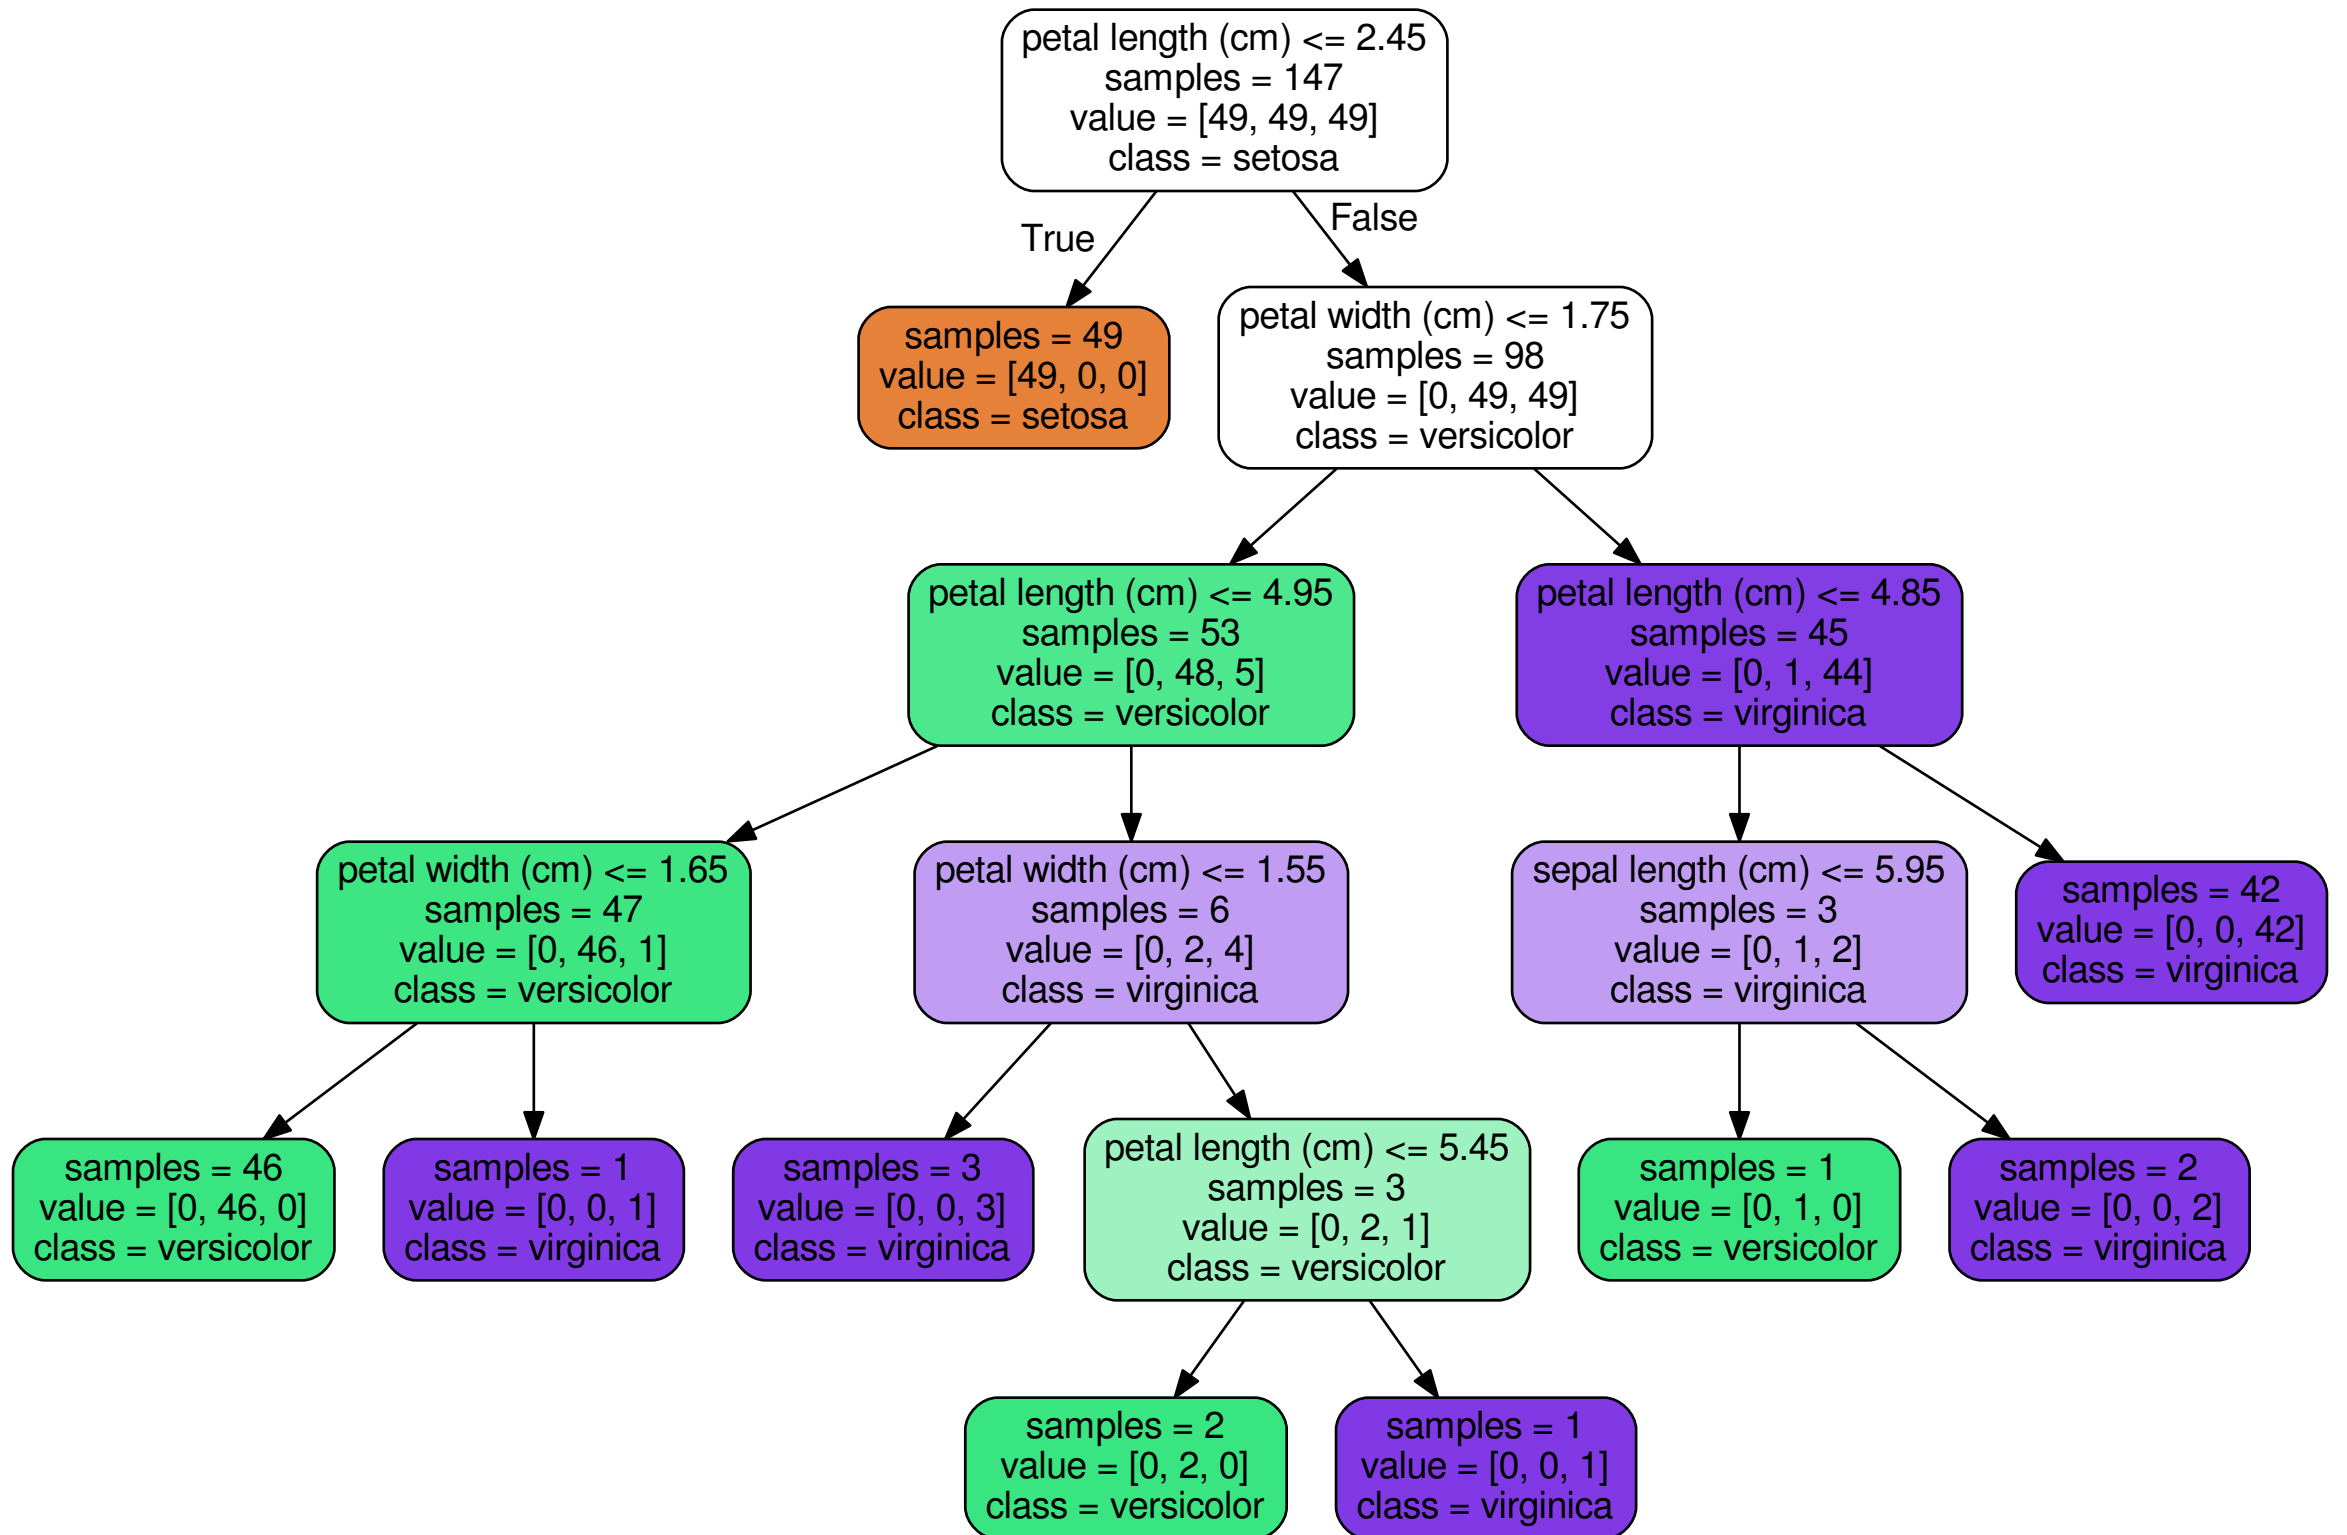 petal length (cm) <= 2.45
samples = 147
value = [49, 49, 49]
class = setosa
True
False
samples = 49
value = [49, 0, 0]
class = setosa
petal width (cm) <= 1.75
samples = 98
value = [0, 49, 49]
class = versicolor
petal length (cm) <= 4.95
samples = 53
value = [0, 48, 5]
class = versicolor
petal length (cm) <= 4.85
samples = 45
value = [0, 1, 44]
class = virginica
petal width (cm) <= 1.65
samples = 47
value = [0, 46, 1]
class = versicolor
petal width (cm) <= 1.55
samples = 6
value = [0, 2, 4]
class = virginica
sepal length (cm) <= 5.95
samples = 3
value = [0, 1, 2]
class = virginica
samples = 42
value = [0, 0, 42]
class = virginica
samples = 46
value = [0, 46, 0]
class = versicolor
samples = 1
value = [0, 0, 1]
class = virginica
samples = 3
value = [0, 0, 3]
class = virginica
petal length (cm) <= 5.45
samples = 3
value = [0, 2, 1]
class = versicolor
samples = 1
value = [0, 1, 0]
class = versicolor
samples = 2
value = [0, 0, 2]
class = virginica
samples = 2
value = [0, 2, 0]
class = versicolor
samples = 1
value = [0, 0, 1]
class = virginica